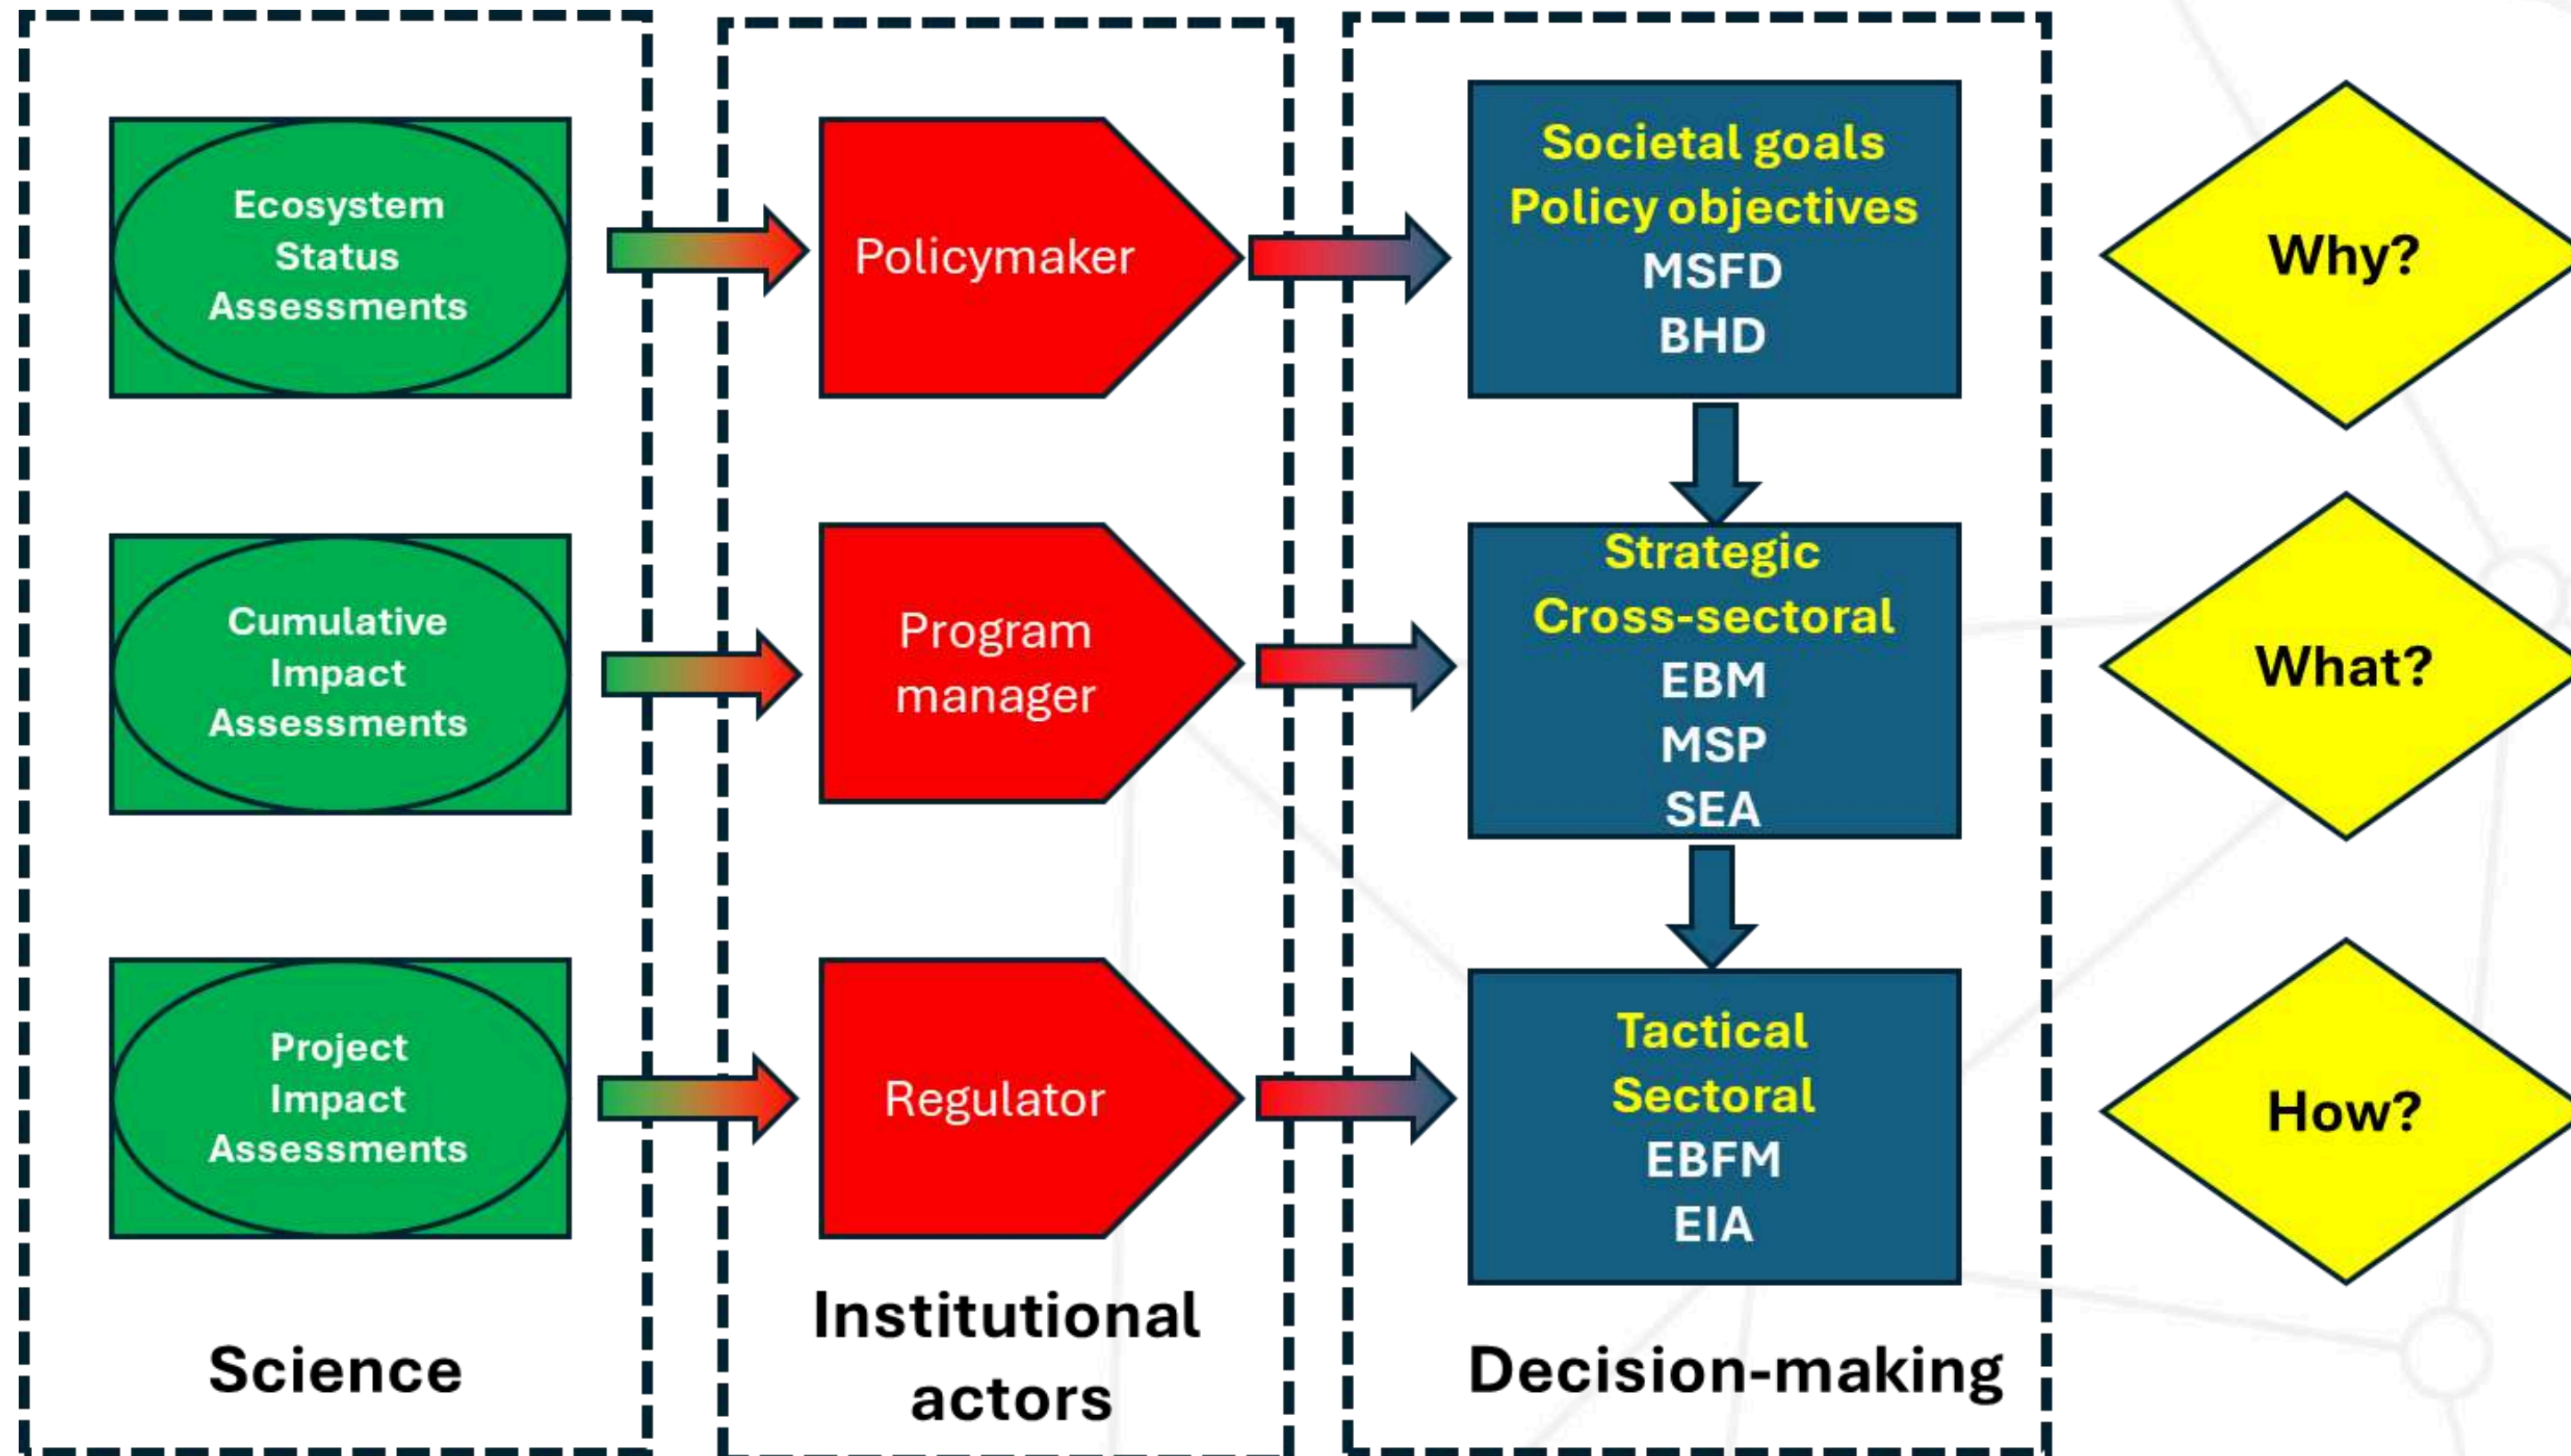 Ecosystem
Status
Assessments
Policymaker
Societal goals
Policy objectives
MSFD
BHD
Why?
Cumulative
Impact
Assessments
Program
manager
Strategic
Cross-sectoral
EBM
MSP
SEA
What?
Project
Impact
Assessments
Regulator
Tactical
Sectoral
EBFM
EIA
How?
Science
Institutional
actors
Decision-making